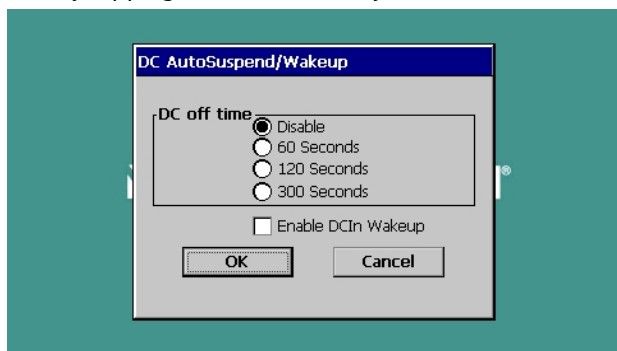 DC AutoSuspend/Wakeup
DC off time
Disable
60 Seconds
120 Seconds
300 Seconds
Enable DCIn Wakeup
OK
Cancel
®